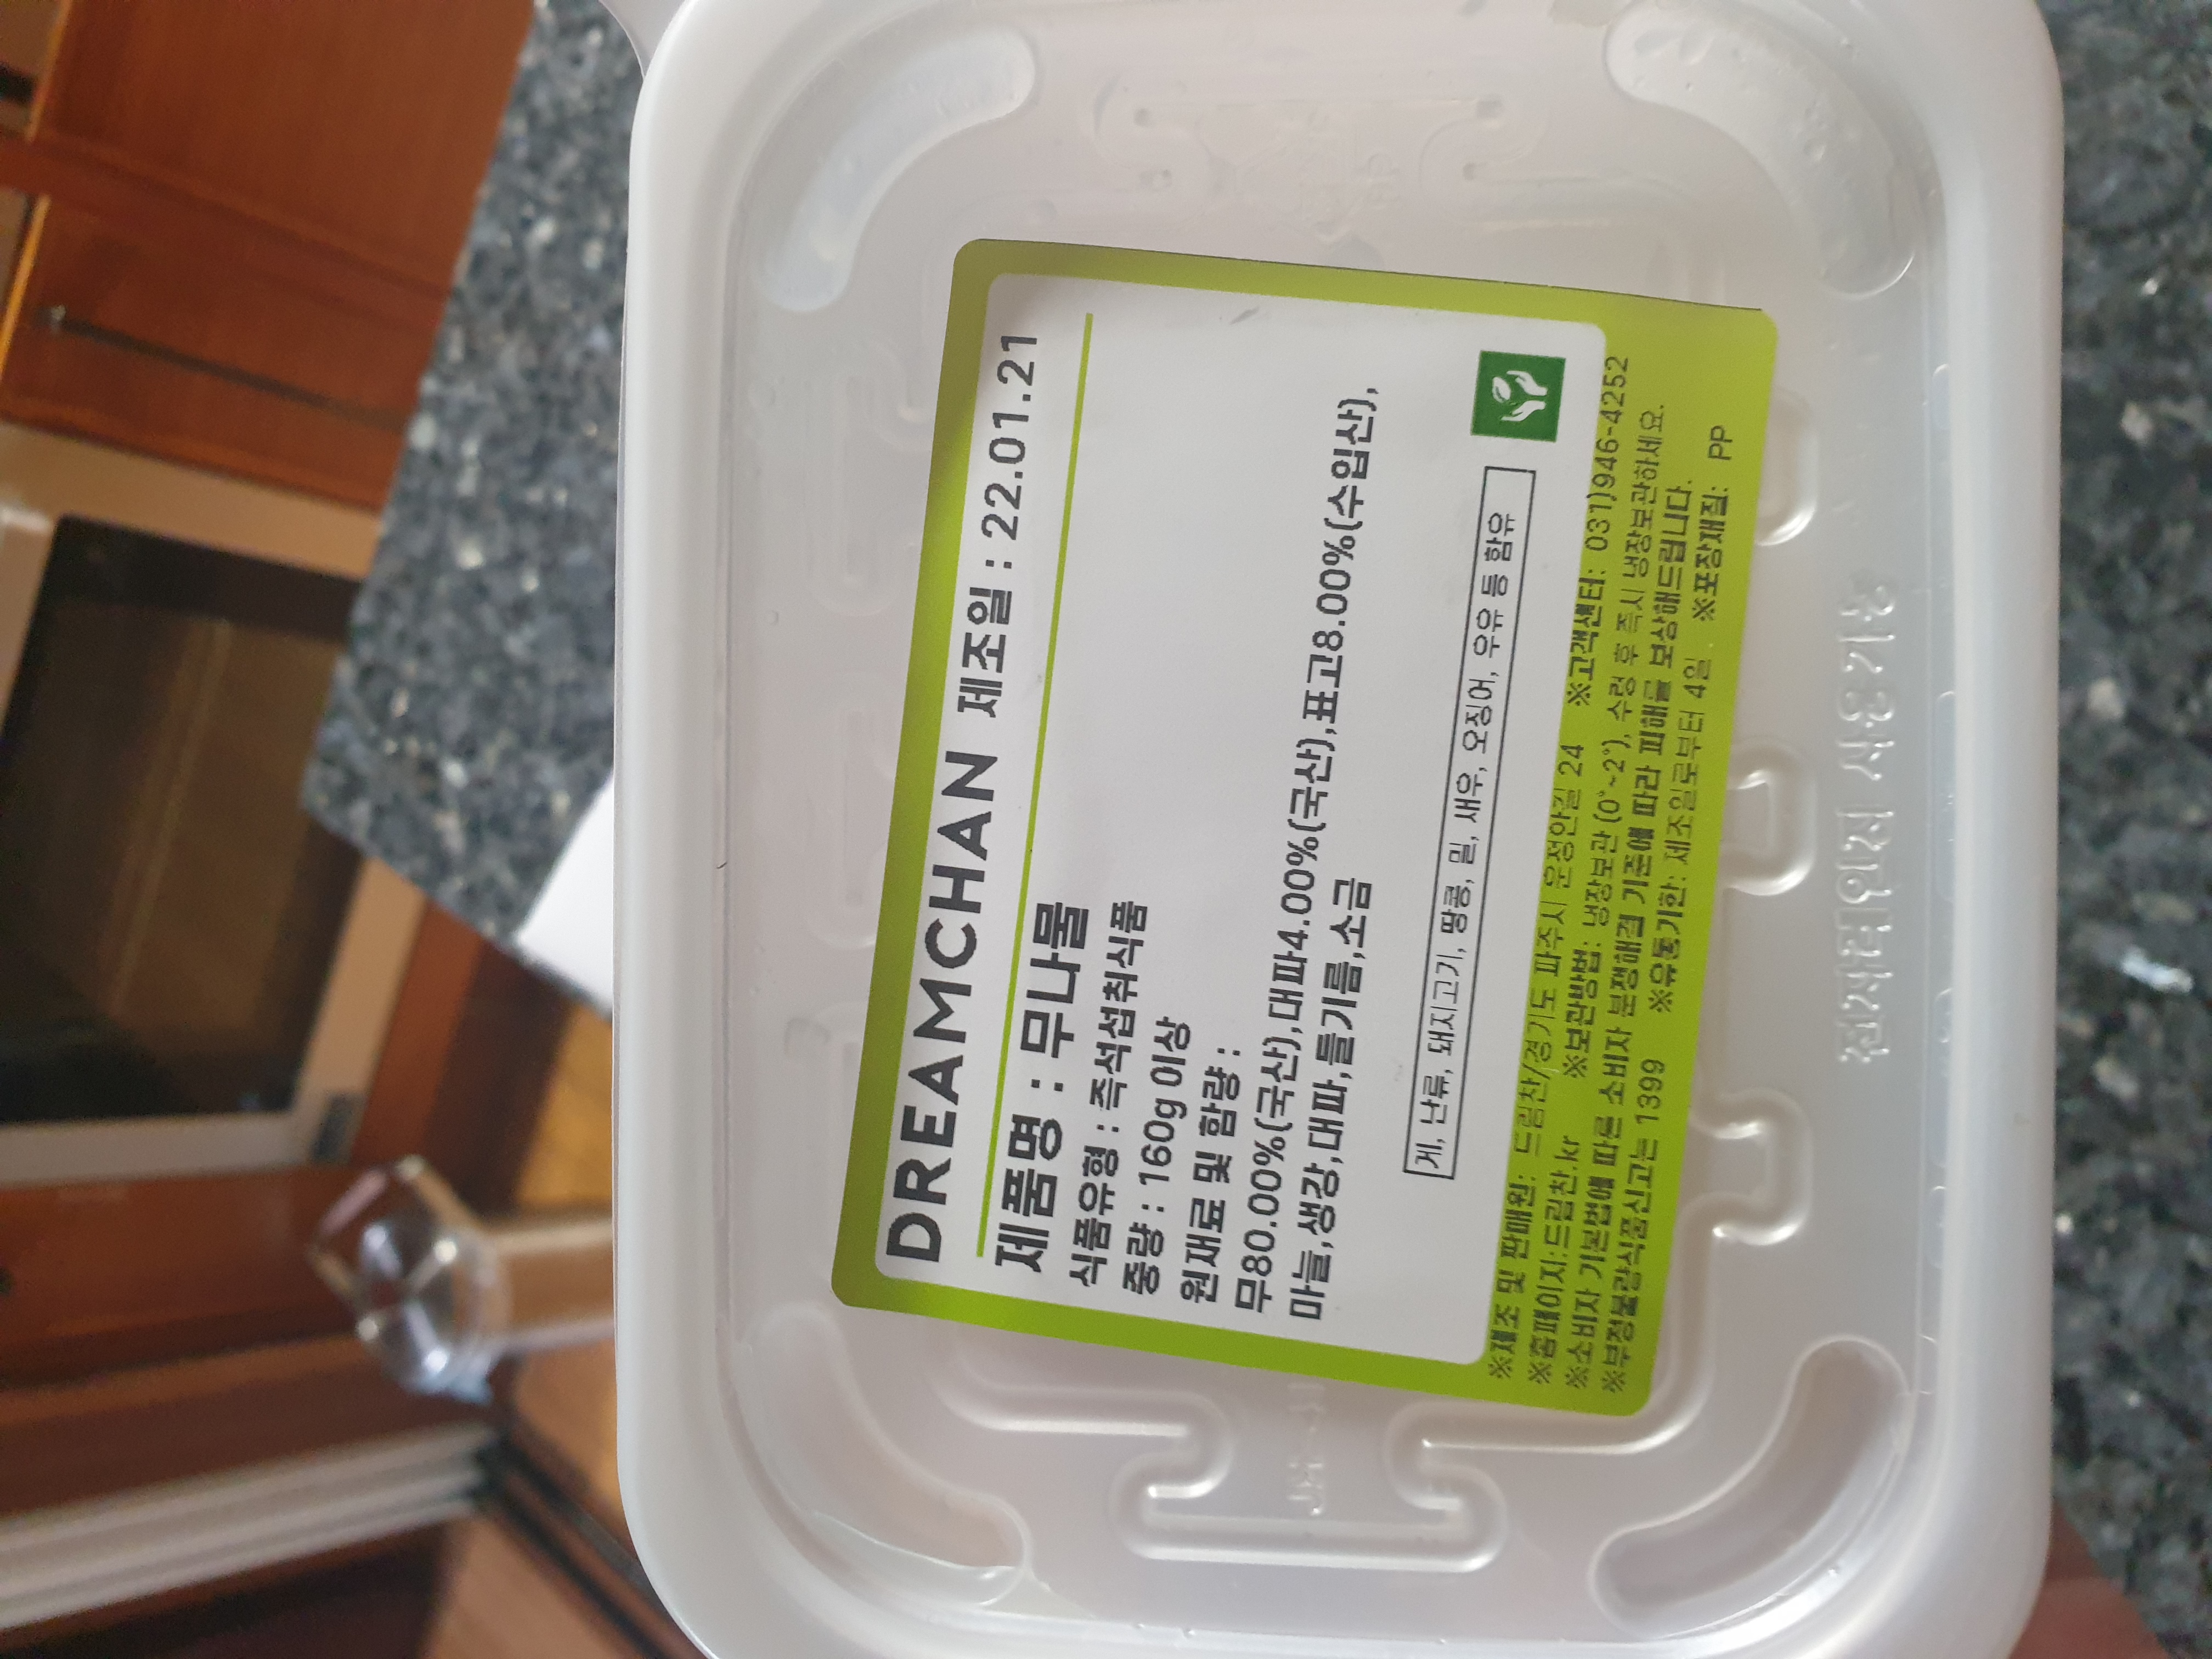 DREAMCHAN 제조일 : 22.01.21
제품명 : 무나물
식품유형 : 즉석섭취식품
중량 : 160g 이상
원재료 및 함량 :
무80.00%(국산),대파4.00%(국산),표고8.00%(수입산),
마늘,생강,대파,들기름,소금
게, 난류, 돼지고기, 땅콩, 밀, 새우, 오징어, 우유 등 함유
※제조 및 판매원: 드림찬/경기도 파주시 운정안길 24 ※고객센터: 031)946-4252
※홈페이지:드림찬.kr ※보관방법: 냉장보관 (0°~2°), 수령 후 즉시 냉장보관하세요.
※소비자 기본법에 따른 소비자 분쟁해결 기준에 따라 피해를 보상해드립니다.
※부정불량식품신고는 1399 ※유통기한: 제조일로부터 4일 ※포장재질: PP
전자렌인지 사용가능